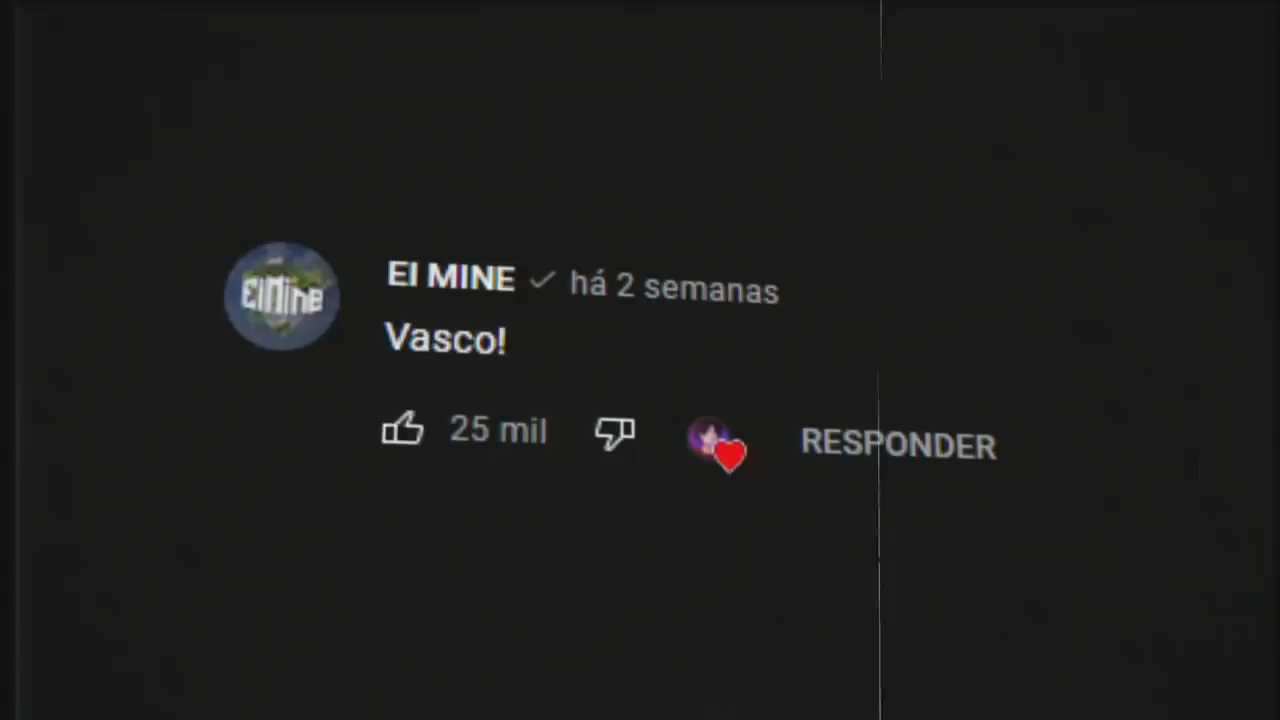 ElMine
El MINE há 2 semanas
Vasco!
25 mil
RESPONDER